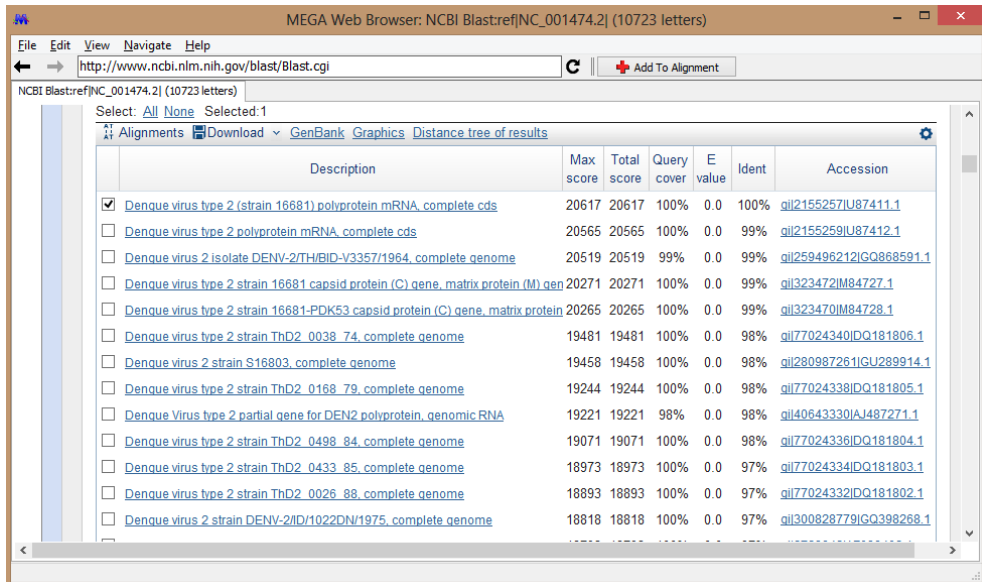 MEGA Web Browser: NCBI Blast:ref|NC_001474.2| (10723 letters)
File Edit View Navigate Help
http://www.ncbi.nlm.nih.gov/blast/Blast.cgi Add To Alignment
NCBI Blast:ref|NC_001474.2| (10723 letters)
Select: All None Selected:1
Alignments Download GenBank Graphics Distance tree of results
Description Max score Total score Query cover E value Ident Accession
Dengue virus type 2 (strain 16681) polyprotein mRNA, complete cds 20617 20617 100% 0.0 100% gi|2155257|U87411.1
Dengue virus type 2 polyprotein mRNA, complete cds 20565 20565 100% 0.0 99% gi|2155259|U87412.1
Dengue virus 2 isolate DENV-2/TH/BID-V3357/1964, complete genome 20519 20519 99% 0.0 99% gi|259496212|GQ868591.1
Dengue virus type 2 strain 16681 capsid protein (C) gene, matrix protein (M) gen 20271 20271 100% 0.0 99% gi|323472|M84727.1
Dengue virus type 2 strain 16681-PDK53 capsid protein (C) gene, matrix protein 20265 20265 100% 0.0 99% gi|323470|M84728.1
Dengue virus type 2 strain ThD2_0038_74, complete genome 19481 19481 100% 0.0 98% gi|77024340|DQ181806.1
Dengue virus 2 strain S16803, complete genome 19458 19458 100% 0.0 98% gi|280987261|GU289914.1
Dengue virus type 2 strain ThD2_0168_79, complete genome 19244 19244 100% 0.0 98% gi|77024338|DQ181805.1
Dengue Virus type 2 partial gene for DEN2 polyprotein, genomic RNA 19221 19221 98% 0.0 98% gi|40643330|AJ487271.1
Dengue virus type 2 strain ThD2_0498_84, complete genome 19071 19071 100% 0.0 98% gi|77024336|DQ181804.1
Dengue virus type 2 strain ThD2_0433_85, complete genome 18973 18973 100% 0.0 97% gi|77024334|DQ181803.1
Dengue virus type 2 strain ThD2_0026_88, complete genome 18893 18893 100% 0.0 97% gi|77024332|DQ181802.1
Dengue virus 2 strain DENV-2/ID/1022DN/1975, complete genome 18818 18818 100% 0.0 97% gi|300828779|GQ398268.1